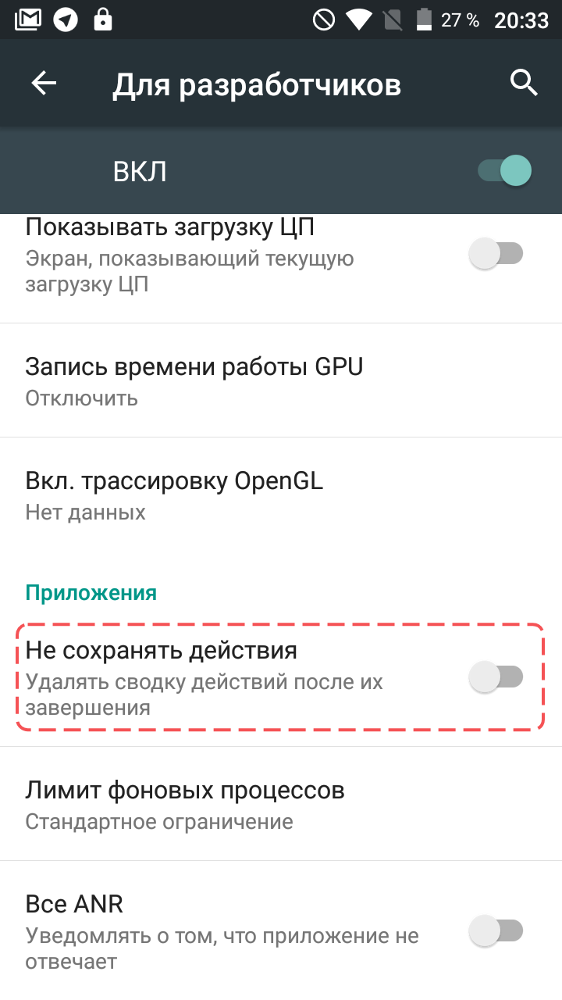 27 % 20:33
Для разработчиков
ВКЛ
Показывать загрузку ЦП
Экран, показывающий текущую
загрузку ЦП
Запись времени работы GPU
Отключить
Вкл. трассировку OpenGL
Нет данных
Приложения
Не сохранять действия
Удалять сводку действий после их
завершения
Лимит фоновых процессов
Стандартное ограничение
Все ANR
Уведомлять о том, что приложение не
отвечает